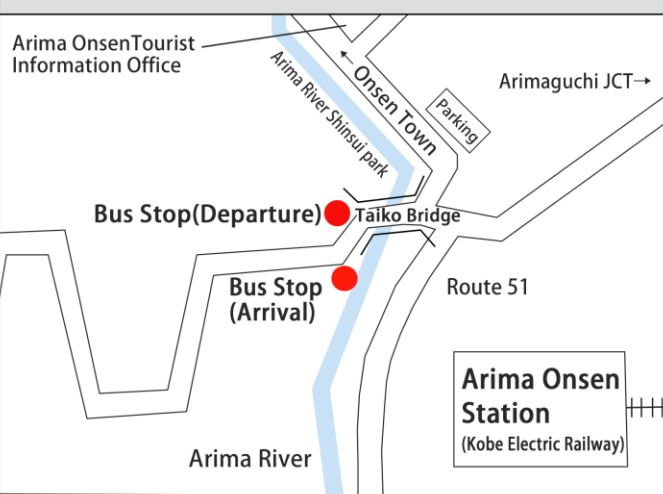 Arima OnsenTourist
Information Office
Arima River Shinsui park
← Onsen Town
Parking
Arimaguchi JCT→
Bus Stop(Departure)
Taiko Bridge
Bus Stop
(Arrival)
Route 51
Arima Onsen
Station
(Kobe Electric Railway)
Arima River